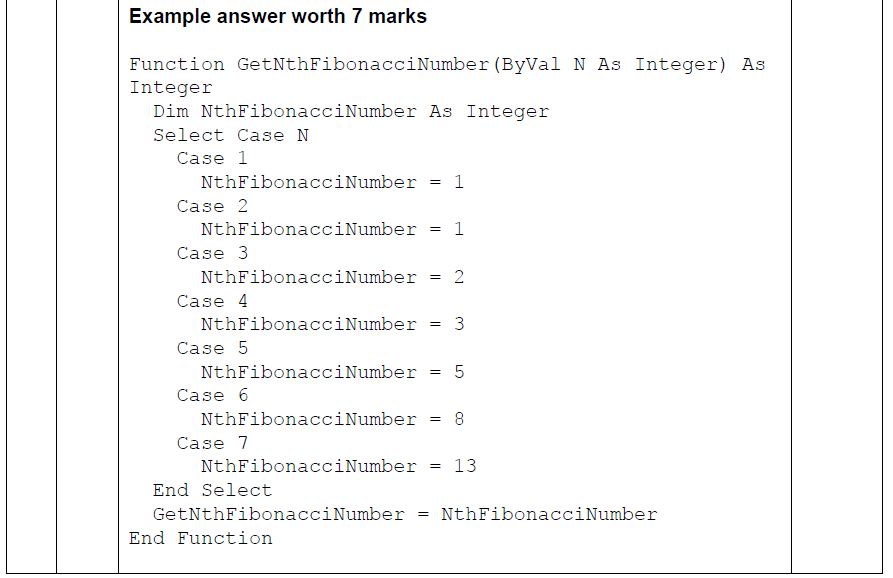 Example answer worth 7 marks
Function GetNthFibonacciNumber(ByVal N As Integer) As
Integer
Dim NthFibonacciNumber As Integer
Select Case N
Case 1
NthFibonacciNumber = 1
Case 2
NthFibonacciNumber = 1
Case 3
NthFibonacciNumber = 2
Case 4
NthFibonacciNumber = 3
Case 5
NthFibonacciNumber = 5
Case 6
NthFibonacciNumber = 8
Case 7
NthFibonacciNumber = 13
End Select
GetNthFibonacciNumber = NthFibonacciNumber
End Function